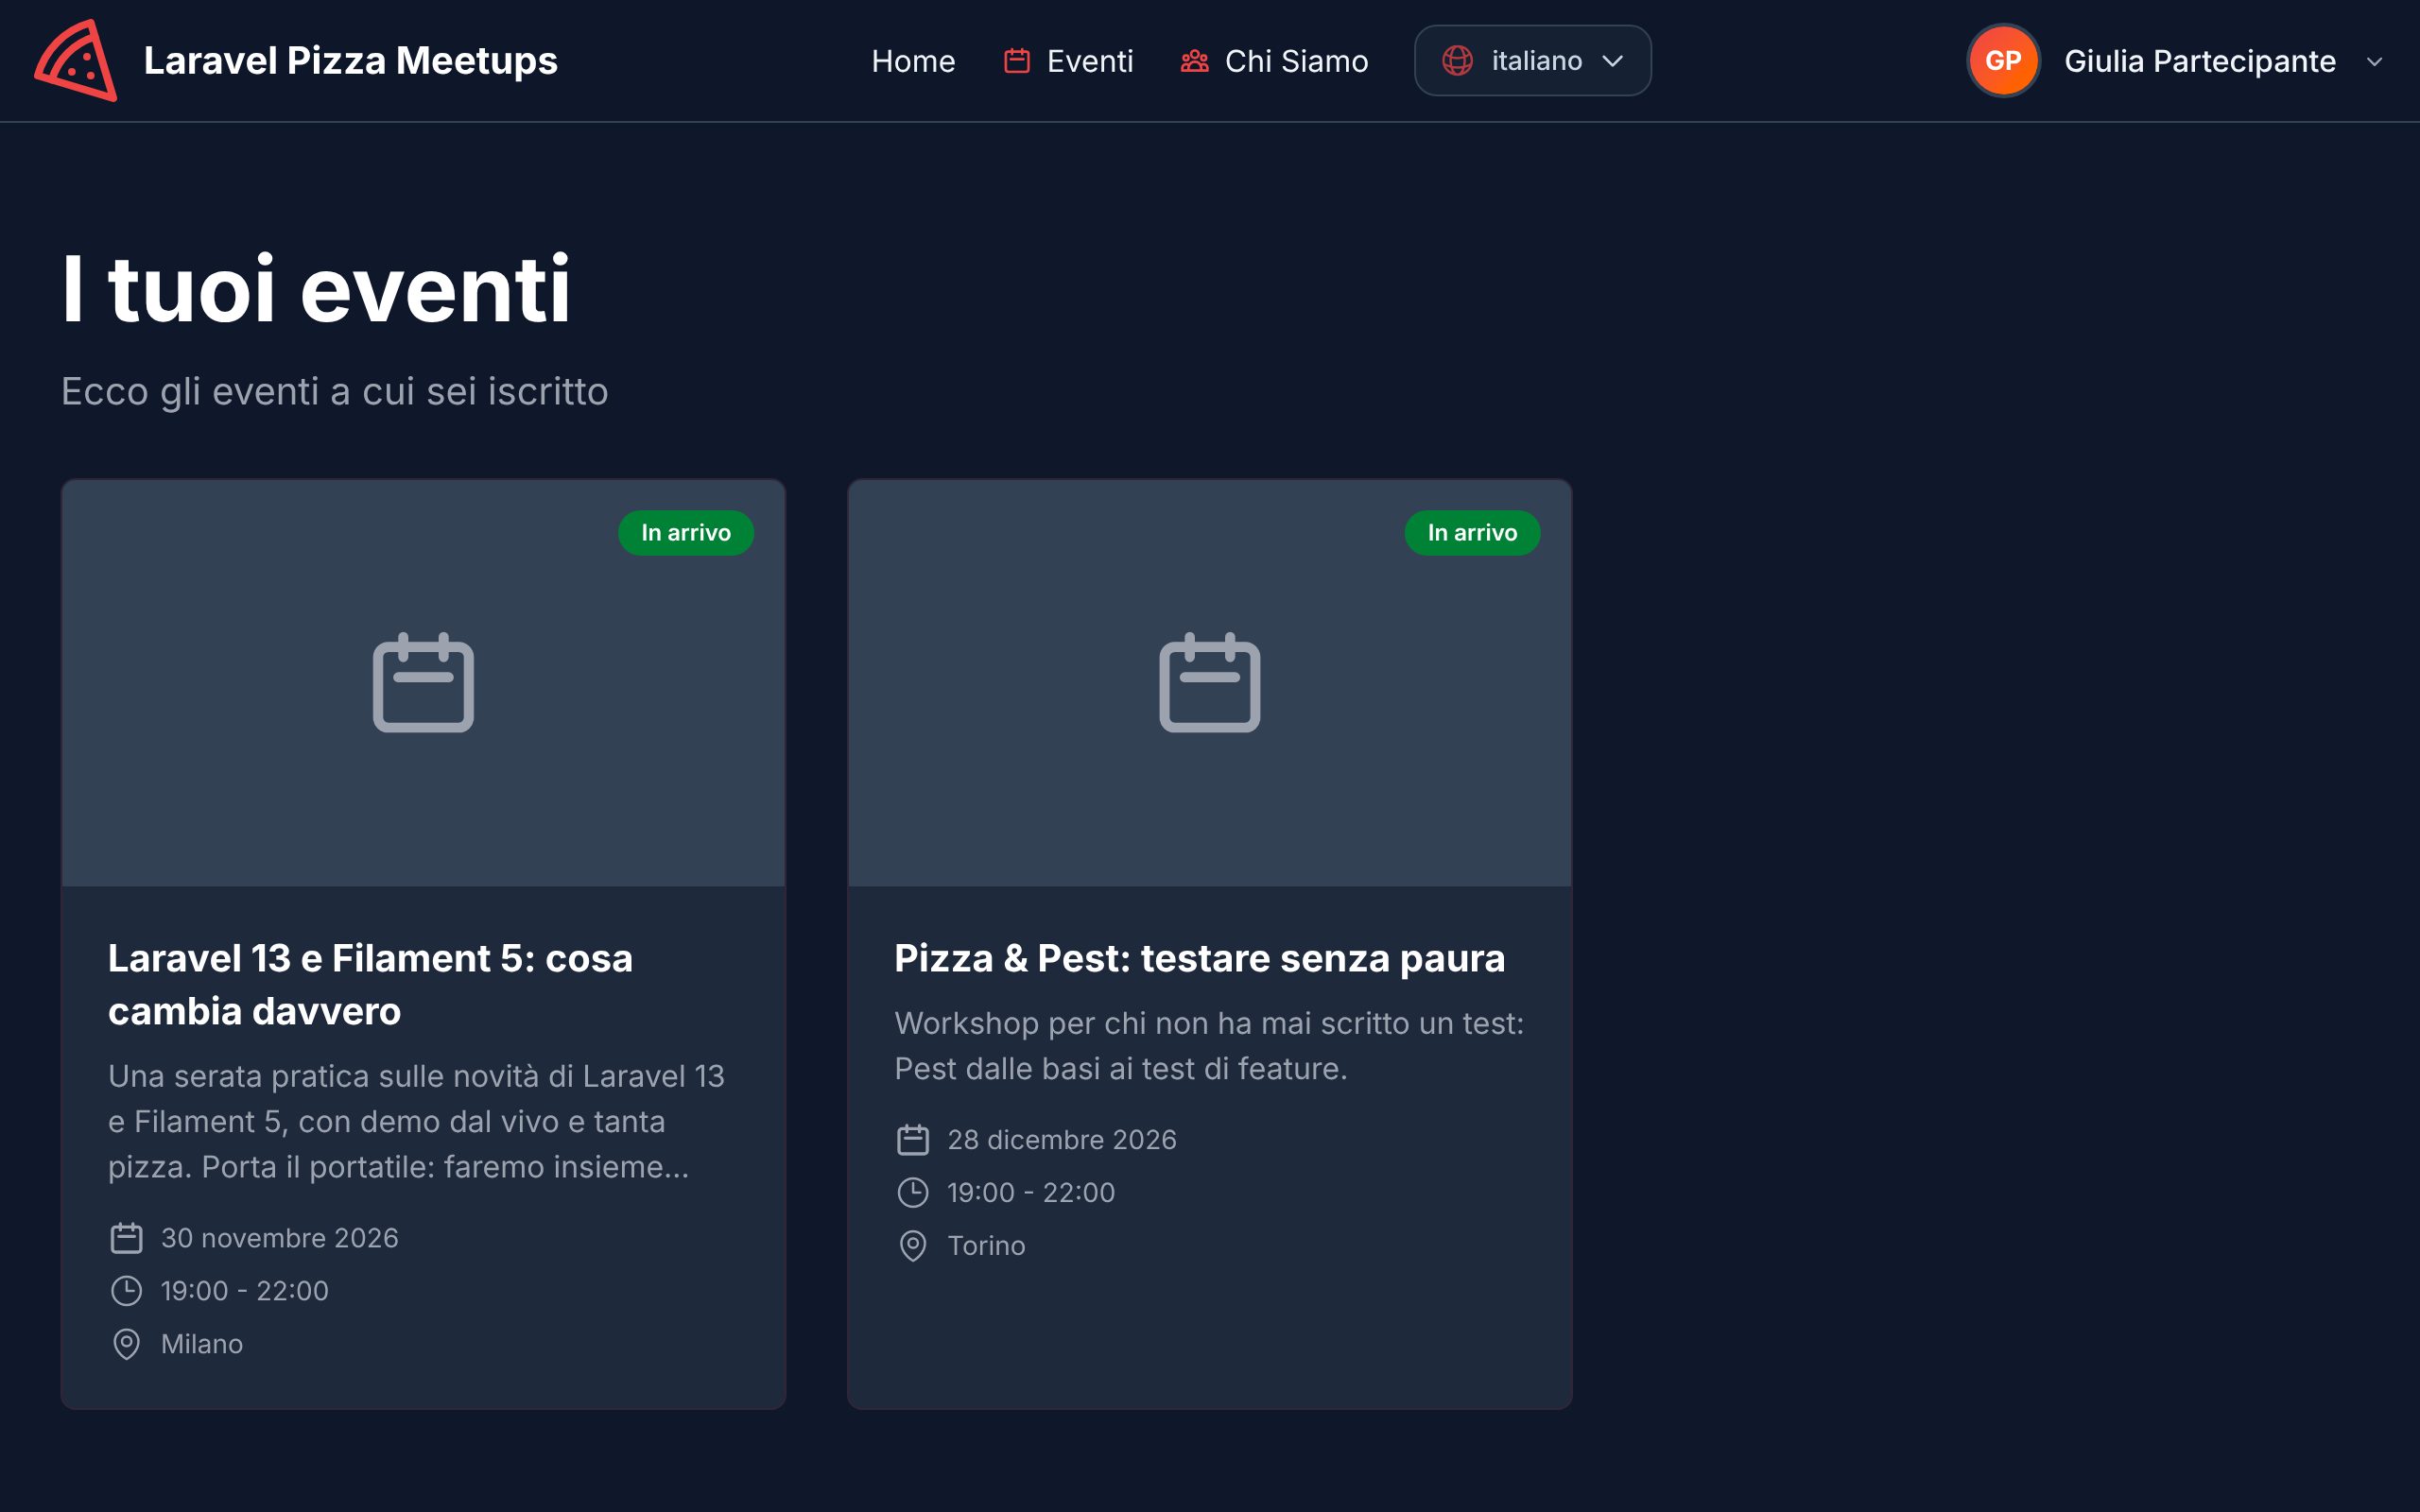 Laravel Pizza Meetups
Home
Eventi
Chi Siamo
italiano
GP
Giulia Partecipante
I tuoi eventi
Ecco gli eventi a cui sei iscritto
In arrivo
Laravel 13 e Filament 5: cosa
cambia davvero
Una serata pratica sulle novità di Laravel 13
e Filament 5, con demo dal vivo e tanta
pizza. Porta il portatile: faremo insieme...
30 novembre 2026
19:00 - 22:00
Milano
In arrivo
Pizza & Pest: testare senza paura
Workshop per chi non ha mai scritto un test:
Pest dalle basi ai test di feature.
28 dicembre 2026
19:00 - 22:00
Torino